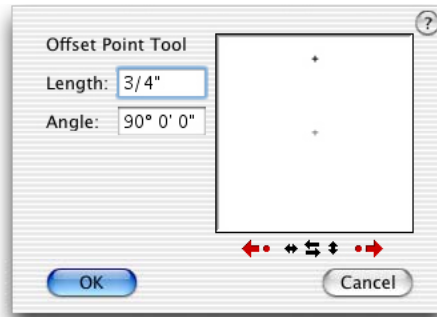 ?
Offset Point Tool
Length: 3/4"
Angle: 90° 0' 0"
OK
Cancel